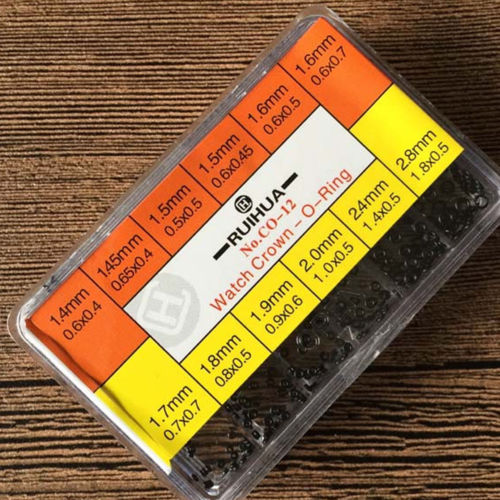 1.4mm
0.6x0.4
1.45mm
0.65x0.4
1.5mm
0.5x0.5
1.5mm
0.6x0.45
1.6mm
0.6x0.5
1.6mm
0.6x0.7
RUIHUA
No.CO-12
Watch Crown - O-Ring
1.7mm
0.7x0.7
1.8mm
0.8x0.5
1.9mm
0.9x0.6
2.0mm
1.0x0.5
24mm
1.4x0.5
2.8mm
1.8x0.5